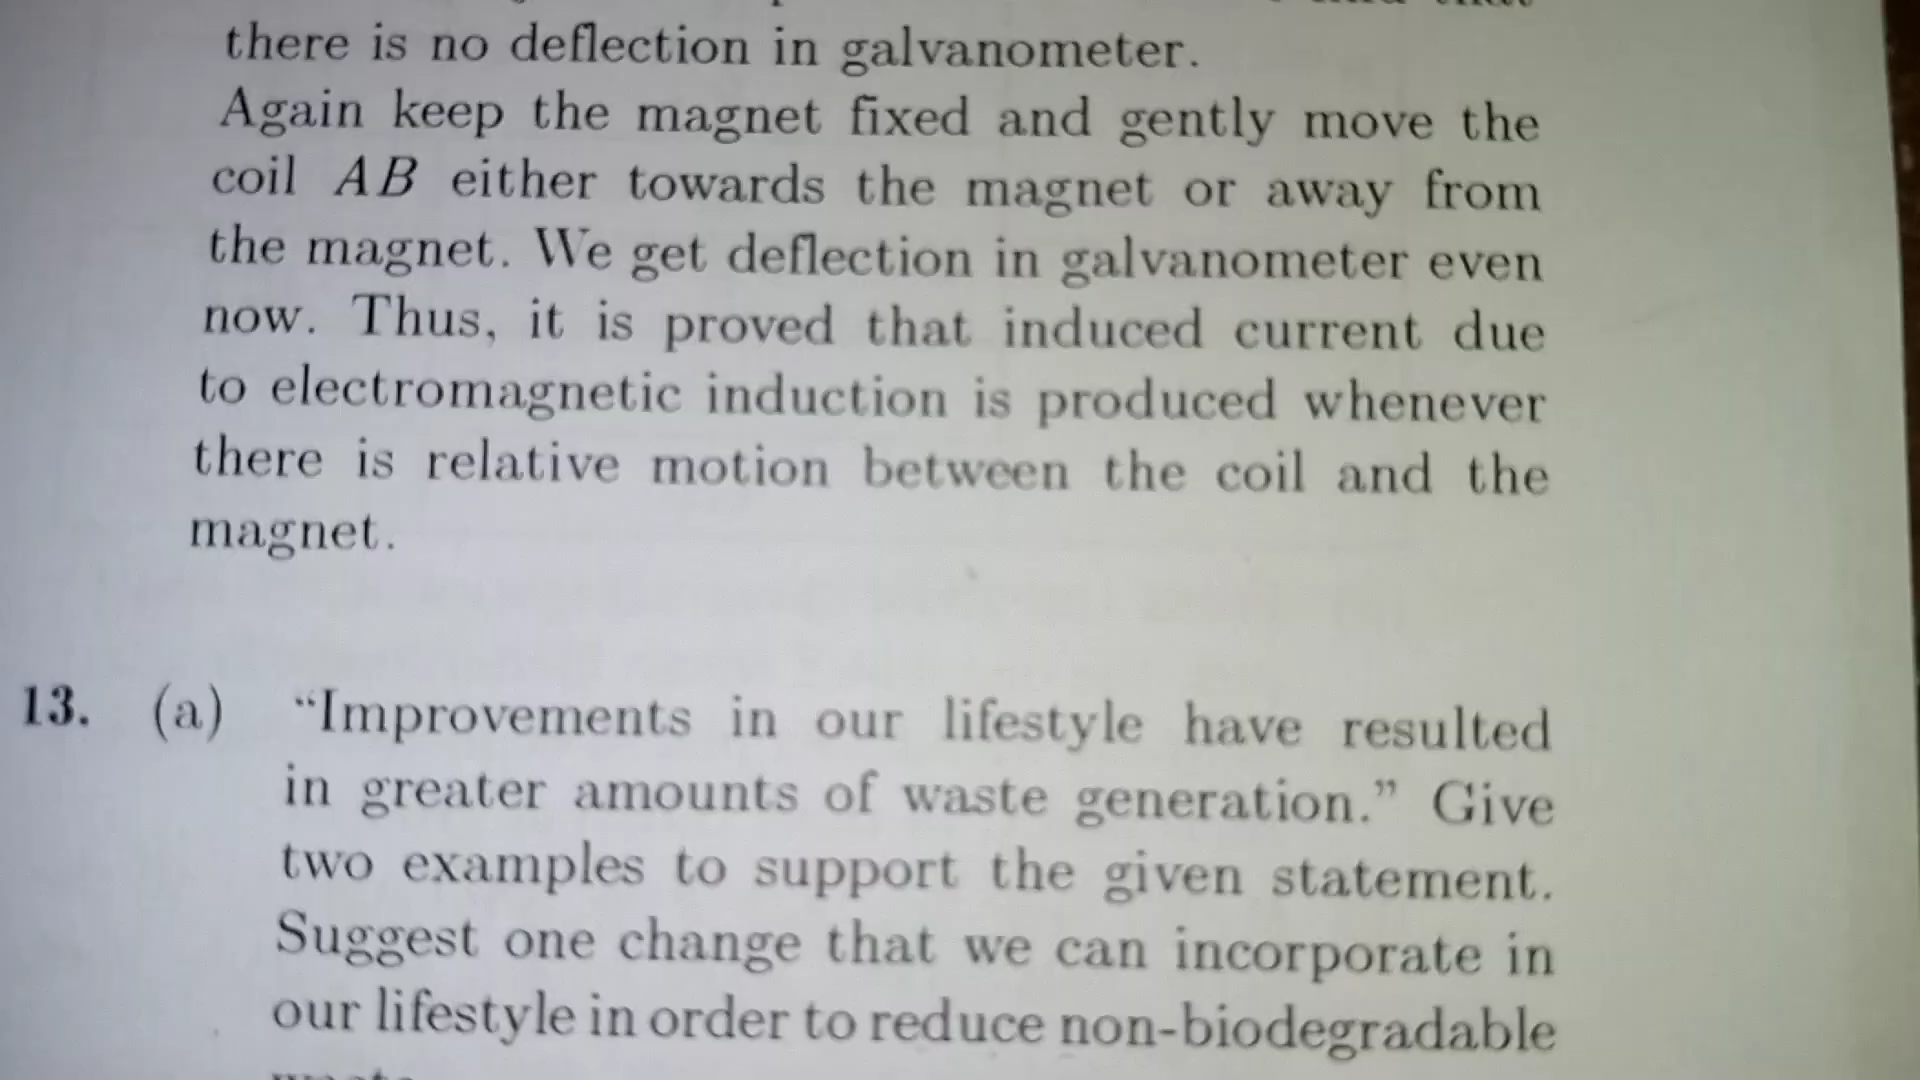 there is no deflection in galvanometer.
Again keep the magnet fixed and gently move the
coil AB either towards the magnet or away from
the magnet. We get deflection in galvanometer even
now. Thus, it is proved that induced current due
to electromagnetic induction is produced whenever
there is relative motion between the coil and the
magnet.
13. (a) “Improvements in our lifestyle have resulted
in greater amounts of waste generation.” Give
two examples to support the given statement.
Suggest one change that we can incorporate in
our lifestyle in order to reduce non-biodegradable